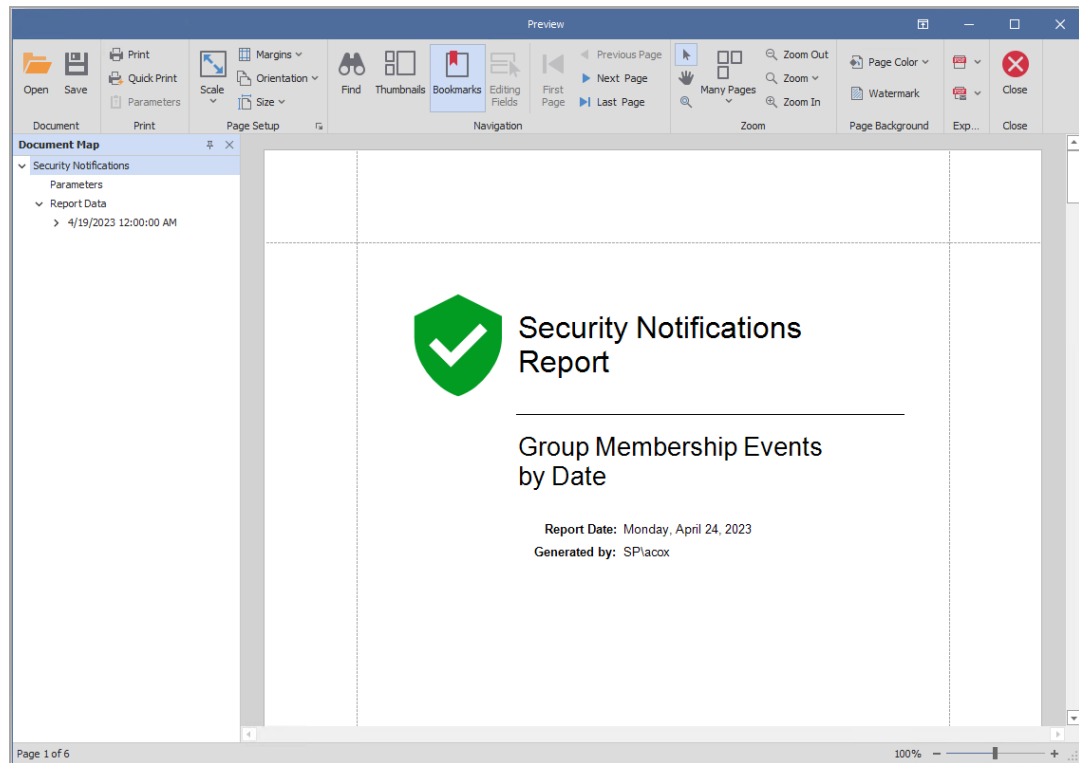 Preview
Open
Save
Document
Print
Quick Print
Parameters
Print
Scale
Margins
Orientation
Size
Page Setup
Find
Thumbnails
Bookmarks
Editing
Fields
First
Page
Previous Page
Next Page
Last Page
Navigation
Many Pages
Zoom Out
Zoom
Zoom In
Zoom
Page Color
Watermark
Page Background
Exp...
Close
Close
Document Map
Security Notifications
Parameters
Report Data
4/19/2023 12:00:00 AM
Security Notifications
Report
Group Membership Events
by Date
Report Date: Monday, April 24, 2023
Generated by: SP\acox
Page 1 of 6
100%